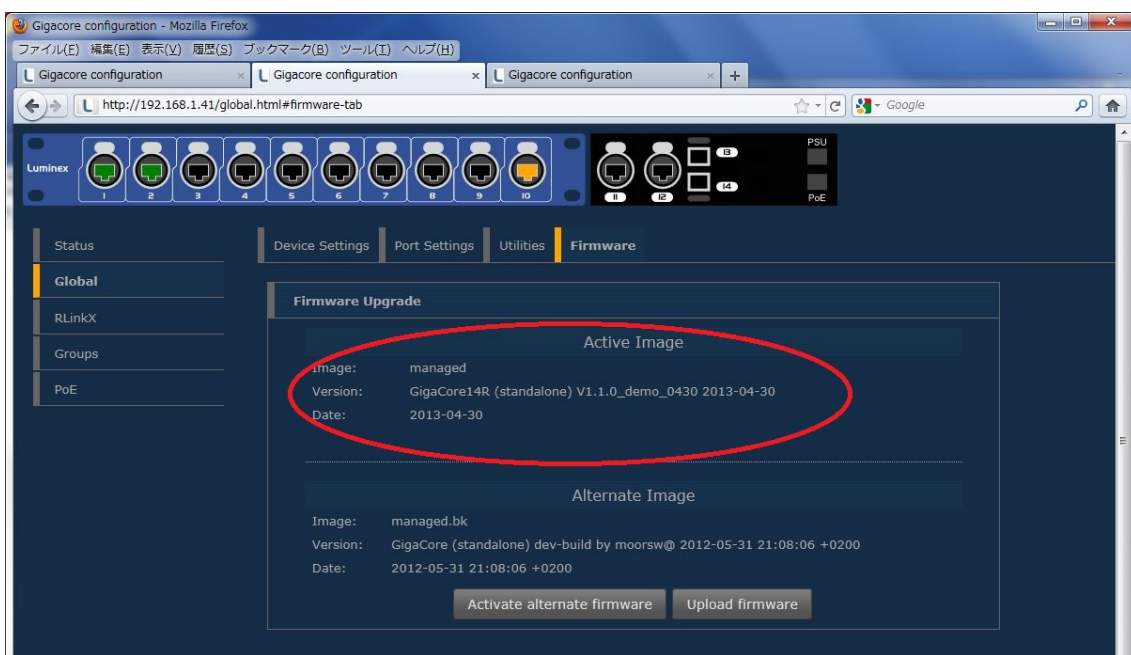 Gigacore configuration - Mozilla Firefox
ファイル(F) 編集(E) 表示(V) 履歴(S) ブックマーク(B) ツール(T) ヘルプ(H)
Gigacore configuration × Gigacore configuration × Gigacore configuration × +
http://192.168.1.41/global.html#firmware-tab Google
PSU
Luminex 13
14
1 2 3 4 5 6 7 8 9 10 11 12 PoE
Status Device Settings Port Settings Utilities Firmware
Global
Firmware Upgrade
RLinkX
Active Image
Groups
Image: managed
PoE
Version: GigaCore14R (standalone) V1.1.0_demo_0430 2013-04-30
Date: 2013-04-30
Alternate Image
Image: managed.bk
Version: GigaCore (standalone) dev-build by moorsw@ 2012-05-31 21:08:06 +0200
Date: 2012-05-31 21:08:06 +0200
Activate alternate firmware Upload firmware